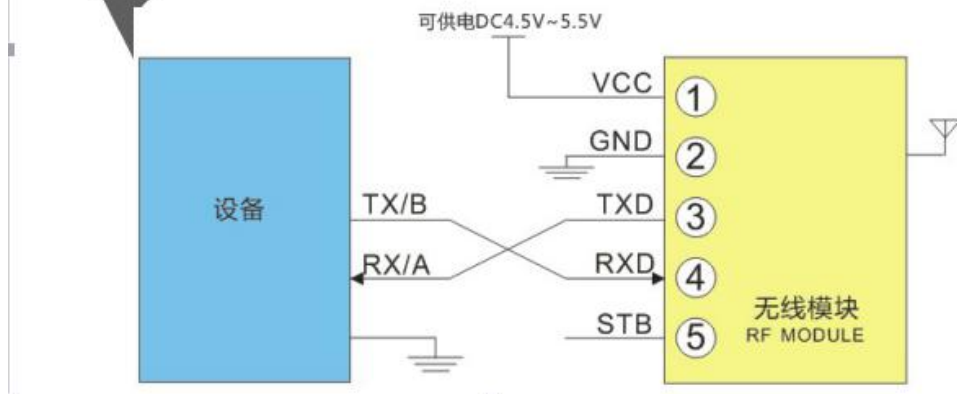 可供电DC4.5V~5.5V
设备
TX/B
RX/A
VCC
GND
TXD
RXD
STB
①
②
③
④
⑤
无线模块
RF MODULE